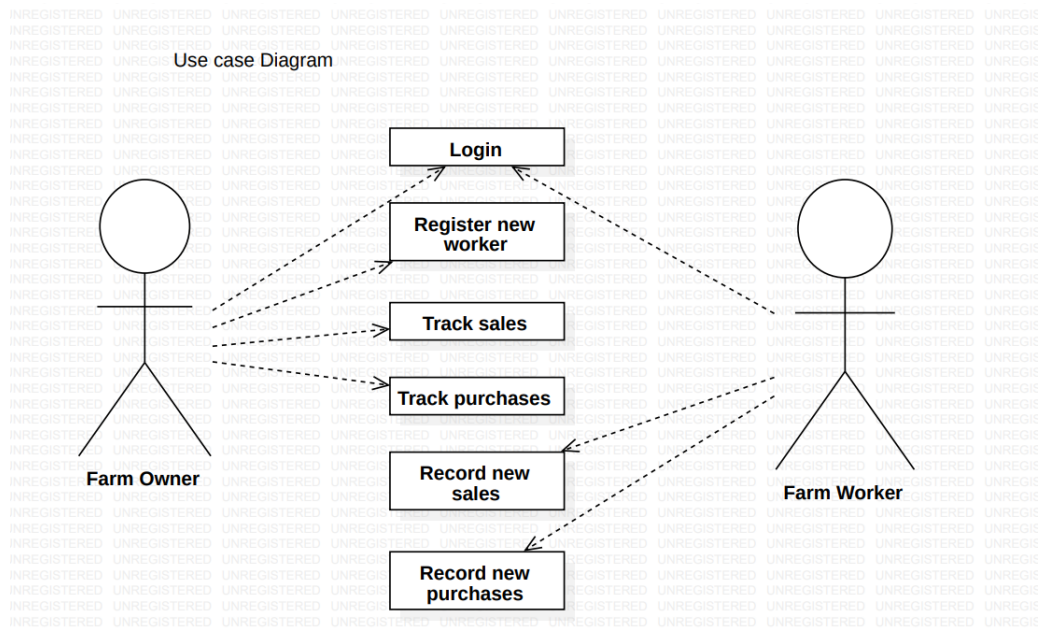 Use case Diagram
Login
Register new
worker
Track sales
Track purchases
Record new
sales
Record new
purchases
Farm Owner
Farm Worker
UNREGISTERED